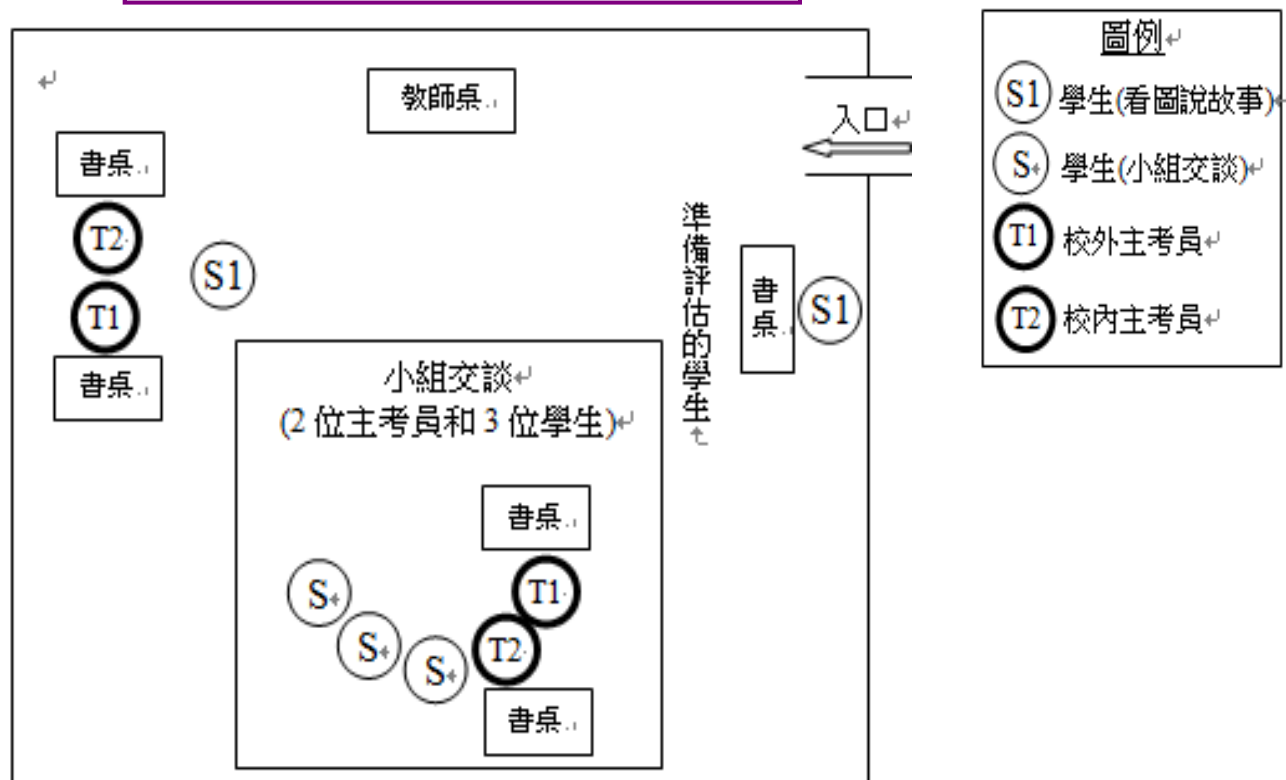 教師桌
入口
書桌
T2
T1
書桌
S1
準備評估的學生
書桌
S1
小組交談
(2 位主考員和 3 位學生)
書桌
T1
T2
書桌
S
S
S
圖例
S1 學生(看圖說故事)
S 學生(小組交談)
T1 校外主考員
T2 校內主考員